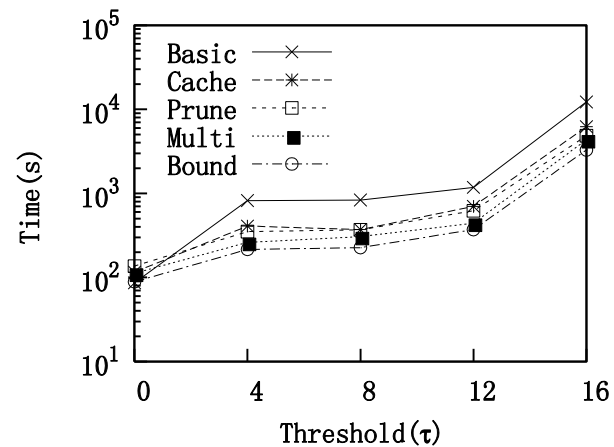 10^5
10^4
10^3
10^2
10^1
Time(s)
Basic
Cache
Prune
Multi
Bound
0 4 8 12 16
Threshold(τ)